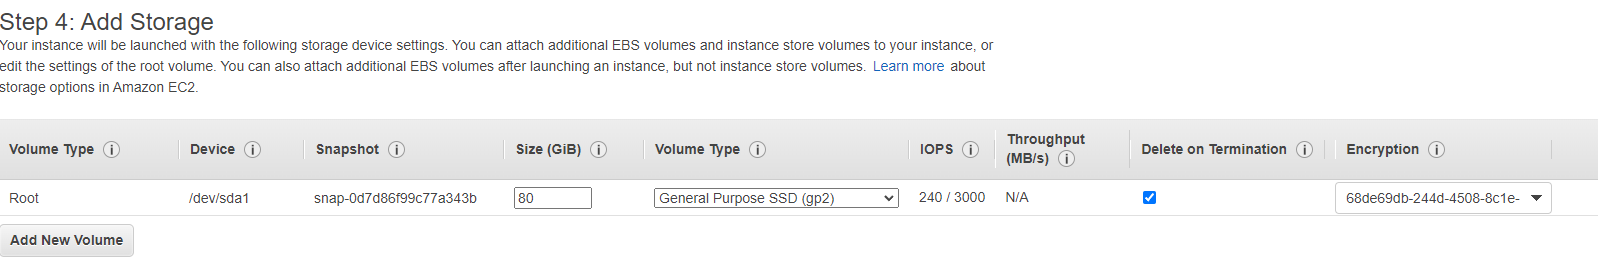 Step 4: Add Storage
Your instance will be launched with the following storage device settings. You can attach additional EBS volumes and instance store volumes to your instance, or
edit the settings of the root volume. You can also attach additional EBS volumes after launching an instance, but not instance store volumes. Learn more about
storage options in Amazon EC2.
Volume Type Device Snapshot Size (GiB) Volume Type IOPS Throughput (MB/s) Delete on Termination Encryption
Root /dev/sda1 snap-0d7d86f99c77a343b 80 General Purpose SSD (gp2) 240 / 3000 N/A 68de69db-244d-4508-8c1e-
Add New Volume